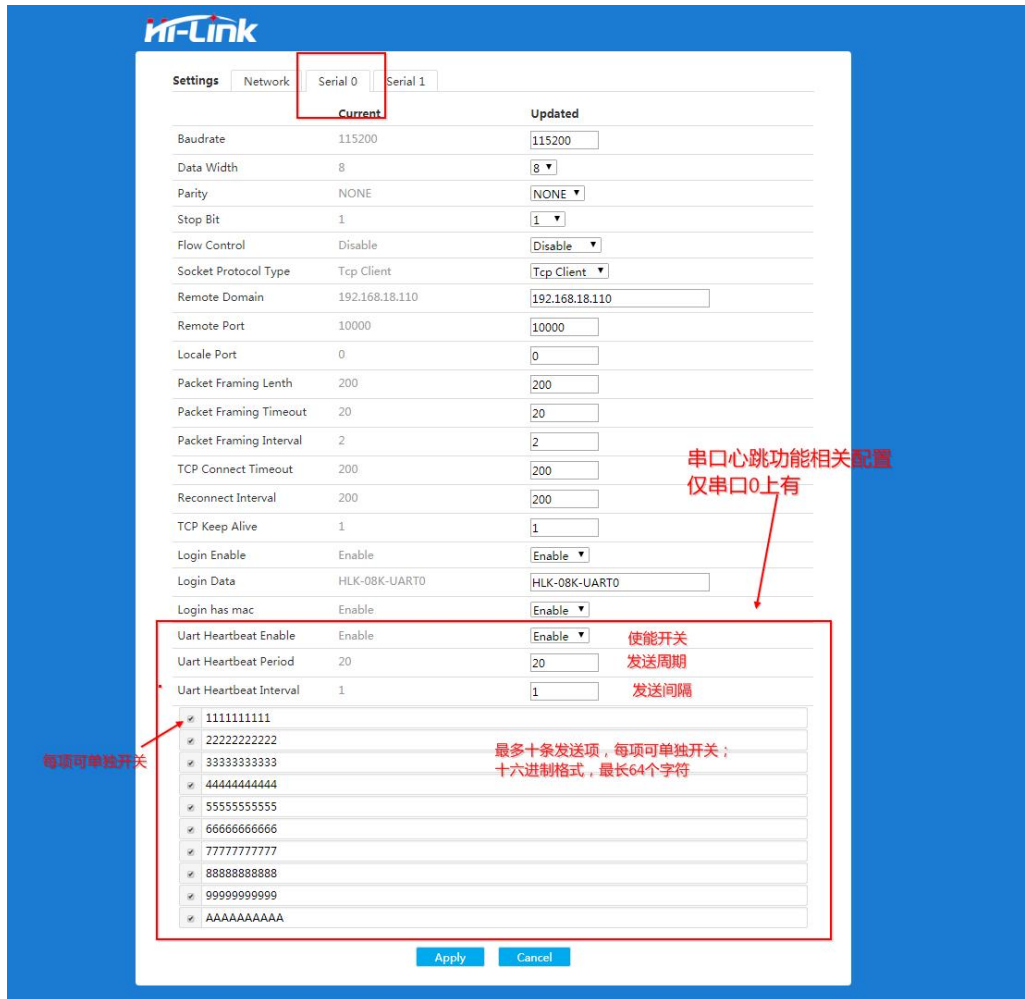 Hi-Link
Settings Network Serial 0 Serial 1
Current Updated
Baudrate 115200 115200
Data Width 8 8
Parity NONE NONE
Stop Bit 1 1
Flow Control Disable Disable
Socket Protocol Type Tcp Client Tcp Client
Remote Domain 192.168.18.110 192.168.18.110
Remote Port 10000 10000
Locale Port 0 0
Packet Framing Lenth 200 200
Packet Framing Timeout 20 20
Packet Framing Interval 2 2
串口心跳功能相关配置
仅串口0上有
TCP Connect Timeout 200 200
Reconnect Interval 200 200
TCP Keep Alive 1 1
Login Enable Enable Enable
Login Data HLK-08K-UART0 HLK-08K-UART0
Login has mac Enable Enable
Uart Heartbeat Enable Enable Enable 使能开关
Uart Heartbeat Period 20 20 发送周期
Uart Heartbeat Interval 1 1 发送间隔
1111111111
22222222222
33333333333
44444444444
55555555555
66666666666
77777777777
88888888888
99999999999
AAAAAAAAAA
每项可单独开关
最多十条发送项，每项可单独开关；
十六进制格式，最长64个字符
Apply Cancel